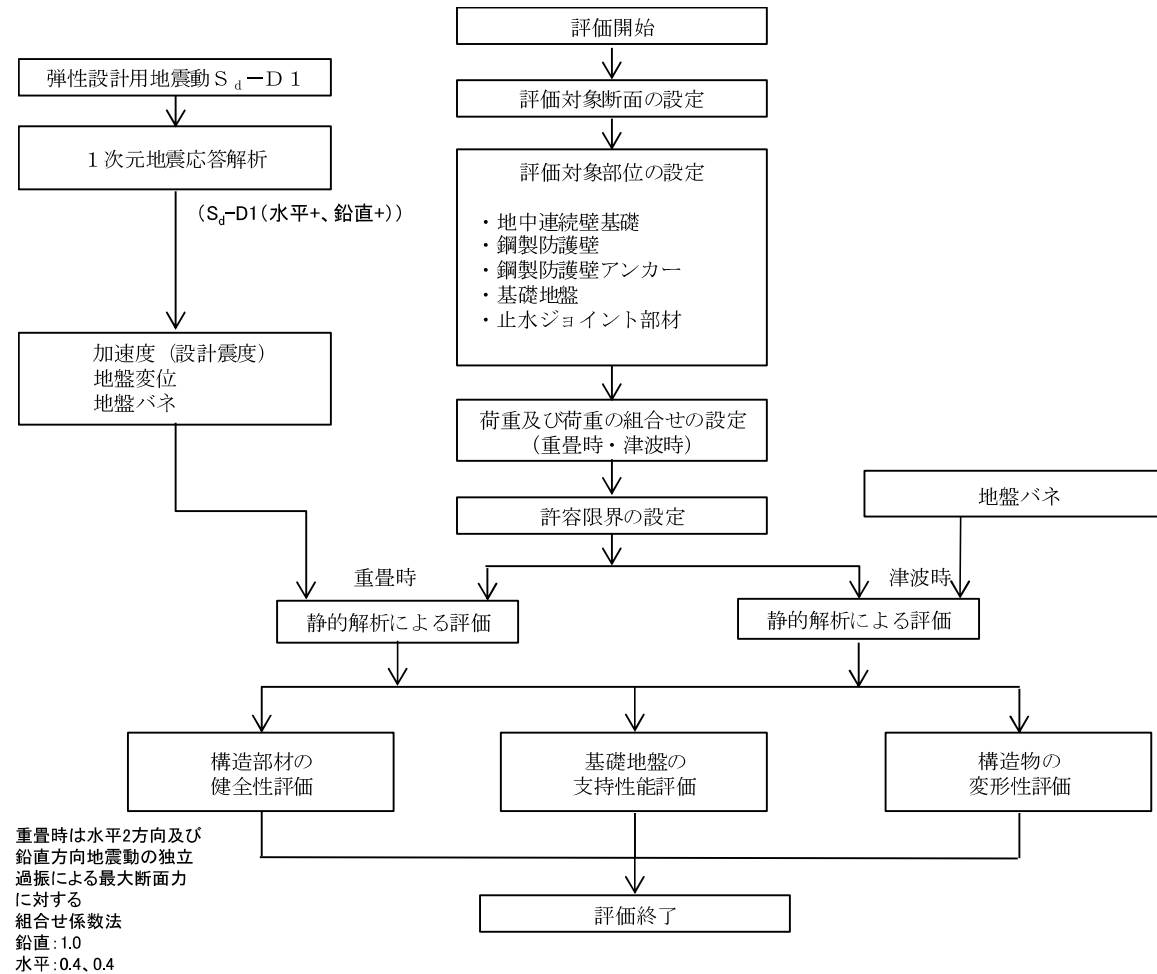 評価開始
弾性設計用地震動Sd－D1
評価対象断面の設定
1次元地震応答解析
(Sd-D1(水平+、鉛直+))
評価対象部位の設定
・地中連続壁基礎
・鋼製防護壁
・鋼製防護壁アンカー
・基礎地盤
・止水ジョイント部材
加速度（設計震度）
地盤変位
地盤バネ
荷重及び荷重の組合せの設定
（重畳時・津波時）
地盤バネ
許容限界の設定
重畳時
津波時
静的解析による評価
静的解析による評価
構造部材の
健全性評価
基礎地盤の
支持性能評価
構造物の
変形性評価
重畳時は水平2方向及び
鉛直方向地震動の独立
過振による最大断面力
に対する
組合せ係数法
鉛直:1.0
水平:0.4、0.4
評価終了